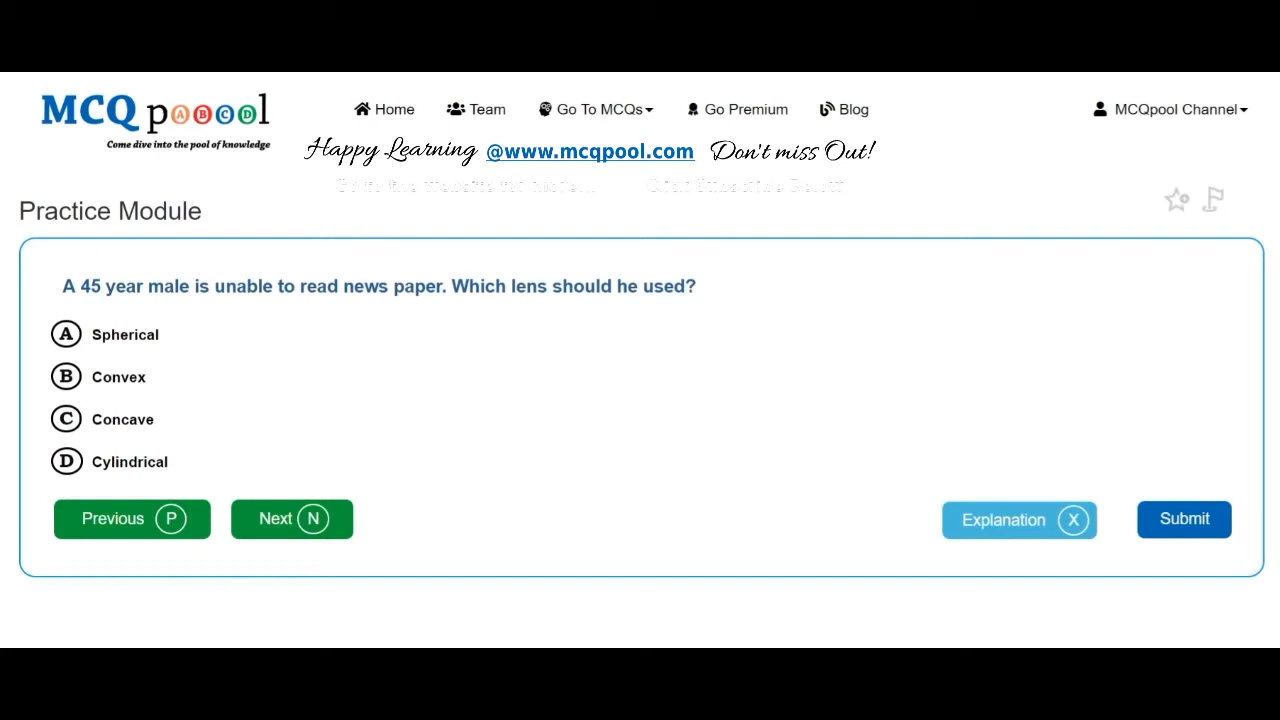 MCQ pooool
Come dive into the pool of knowledge
Home Team Go To MCQs Go Premium Blog MCQpool Channel
Happy Learning @www.mcqpool.com Don't miss Out!
Practice Module
A 45 year male is unable to read news paper. Which lens should he used?
A Spherical
B Convex
C Concave
D Cylindrical
Previous P Next N Explanation X Submit